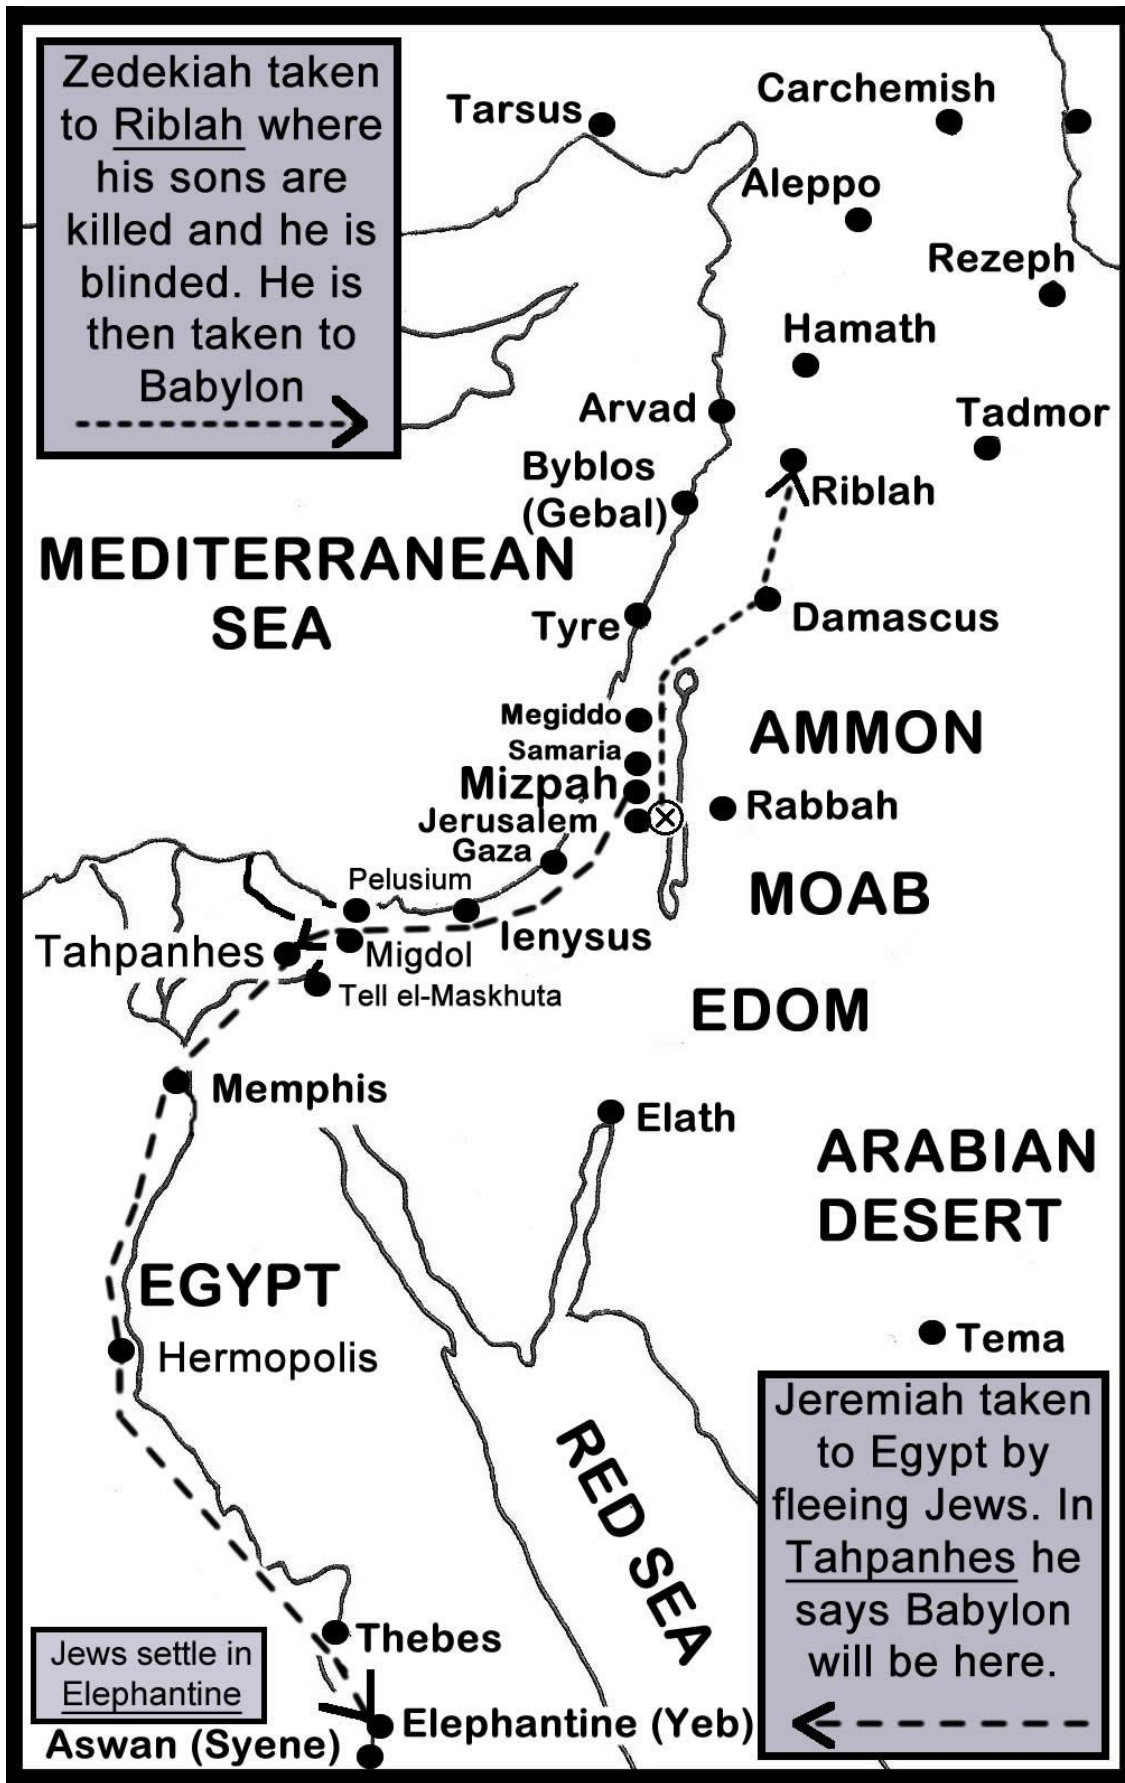 Zedekiah taken
to Riblah where
his sons are
killed and he is
blinded. He is
then taken to
Babylon
Tarsus
Carchemish
Aleppo
Rezeph
Hamath
Arvad
Tadmor
Byblos
(Gebal)
Riblah
MEDITERRANEAN
SEA
Tyre
Damascus
Megiddo
Samaria
Mizpah
Jerusalem
Gaza
AMMON
Rabbah
MOAB
Pelusium
Ienysus
Tahpanhes
Migdol
Tell el-Maskhuta
EDOM
Memphis
Elath
ARABIAN
DESERT
EGYPT
Hermopolis
Tema
RED SEA
Jeremiah taken
to Egypt by
fleeing Jews. In
Tahpanhes he
says Babylon
will be here.
Thebes
Jews settle in
Elephantine
Elephantine (Yeb)
Aswan (Syene)